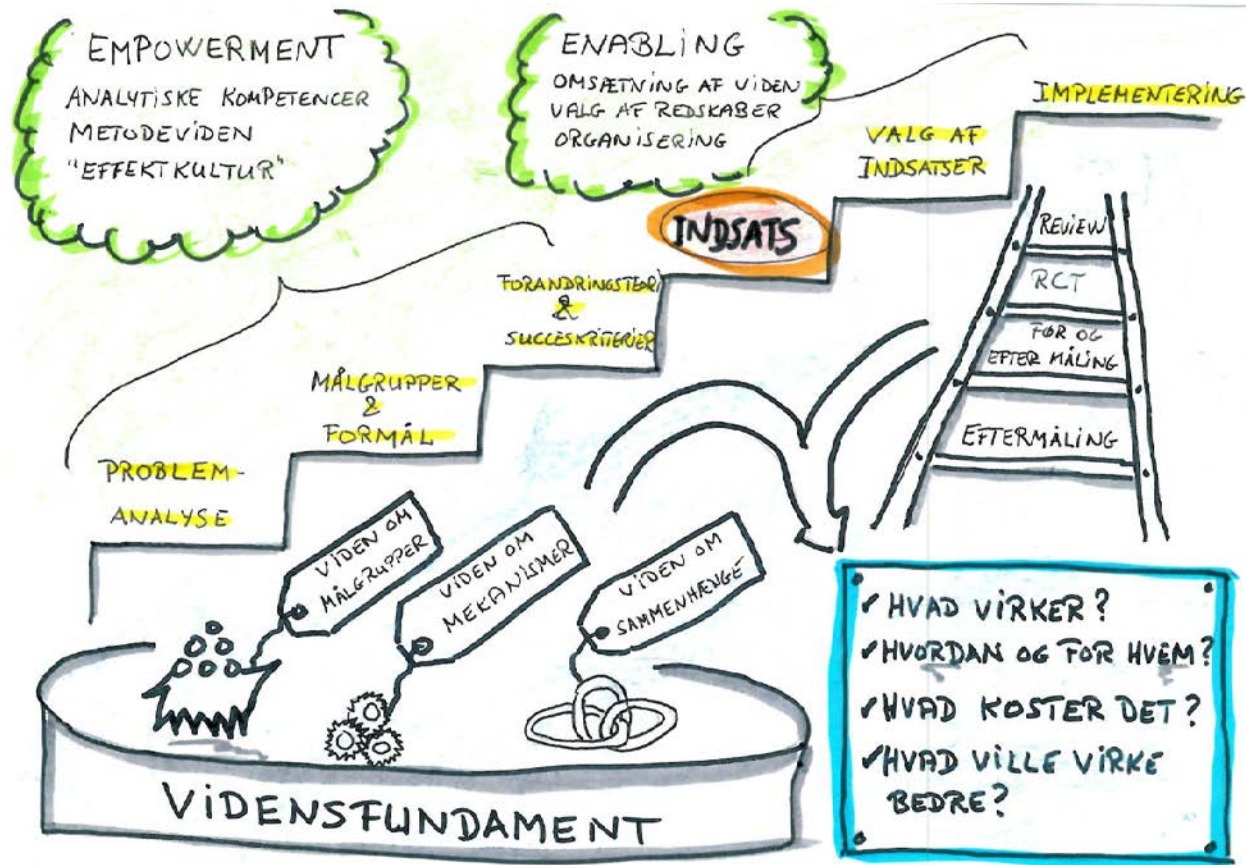 EMPOWERMENT
ANALYTISKE KOMPETENCER
METODEVIDEN
"EFFEKTKULTUR"
ENABLING
OMSÆTNING AF VIDEN
VALG AF REDSKABER
ORGANISERING
IMPLEMENTERING
VALG AF
INDSATSER
INDSATS
FORANDRINGSTEORI
&
SUCCESKRITERIER
MÅLGRUPPER
&
FORMÅL
PROBLEM-
ANALYSE
REVIEW
RCT
FØR OG
EFTER MÅLING
EFTERMÅLING
VIDEN OM
MÅLGRUPPER
VIDEN OM
MEKANISMER
VIDEN OM
SAMMENHÆNGE
VIDENSFUNDAMENT
✓ HVAD VIRKER?
✓ HVORDAN OG FOR HVEM?
✓ HVAD KOSTER DET?
✓ HVAD VILLE VIRKE
BEDRE?